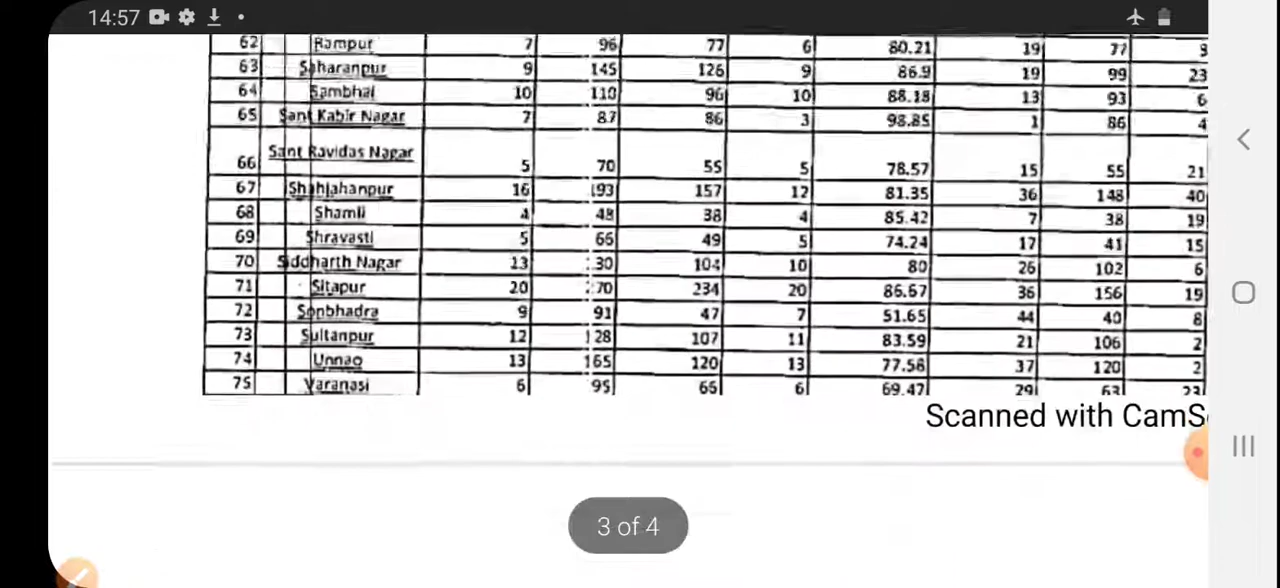 14:57
62 Rampur 7 96 77 6 80.21 19 77 9
63 Saharanpur 9 145 126 9 86.9 19 99 23
64 Sambhal 10 110 96 10 88.18 13 93 6
65 Sant Kabir Nagar 7 87 86 3 98.85 1 86 4
66 Sant Ravidas Nagar 5 70 55 5 78.57 15 55 21
67 Shahjahanpur 16 193 157 12 81.35 36 148 40
68 Shamli 4 48 38 4 85.42 7 38 19
69 Shravasti 5 66 49 5 74.24 17 41 15
70 Siddharth Nagar 13 30 104 10 80 26 102 6
71 Sitapur 20 270 234 20 86.67 36 156 19
72 Sonbhadra 9 91 47 7 51.65 44 40 8
73 Sultanpur 12 128 107 11 83.59 21 106 2
74 Unnao 13 165 120 13 77.58 37 120 2
75 Varanasi 6 95 65 6 69.47 29 63 23
Scanned with CamS
3 of 4